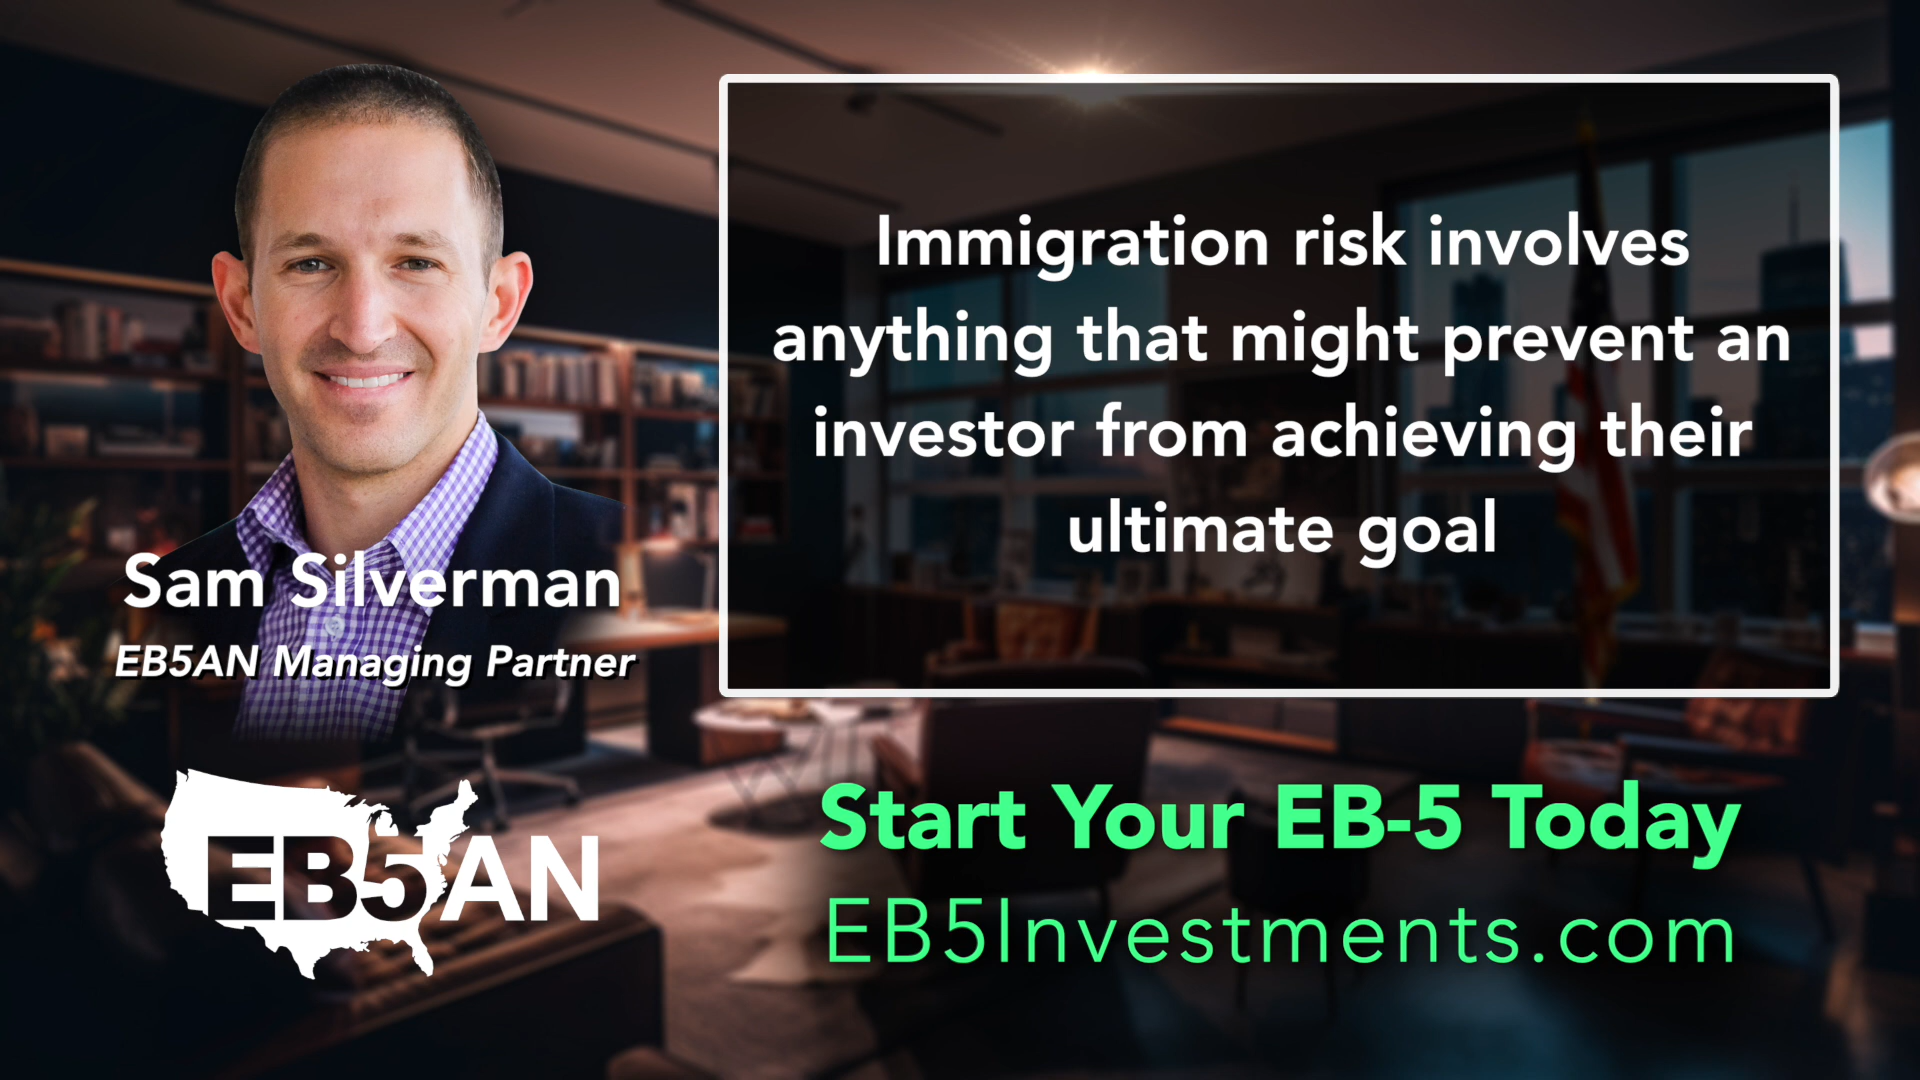 Immigration risk involves
anything that might prevent an
investor from achieving their
ultimate goal
Sam Silverman
EB5AN Managing Partner
EB5AN
Start Your EB-5 Today
EB5Investments.com